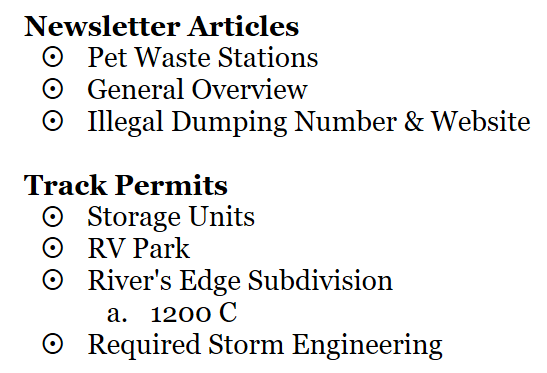 Newsletter Articles
☉ Pet Waste Stations
☉ General Overview
☉ Illegal Dumping Number & Website
Track Permits
☉ Storage Units
☉ RV Park
☉ River's Edge Subdivision
a. 1200 C
☉ Required Storm Engineering